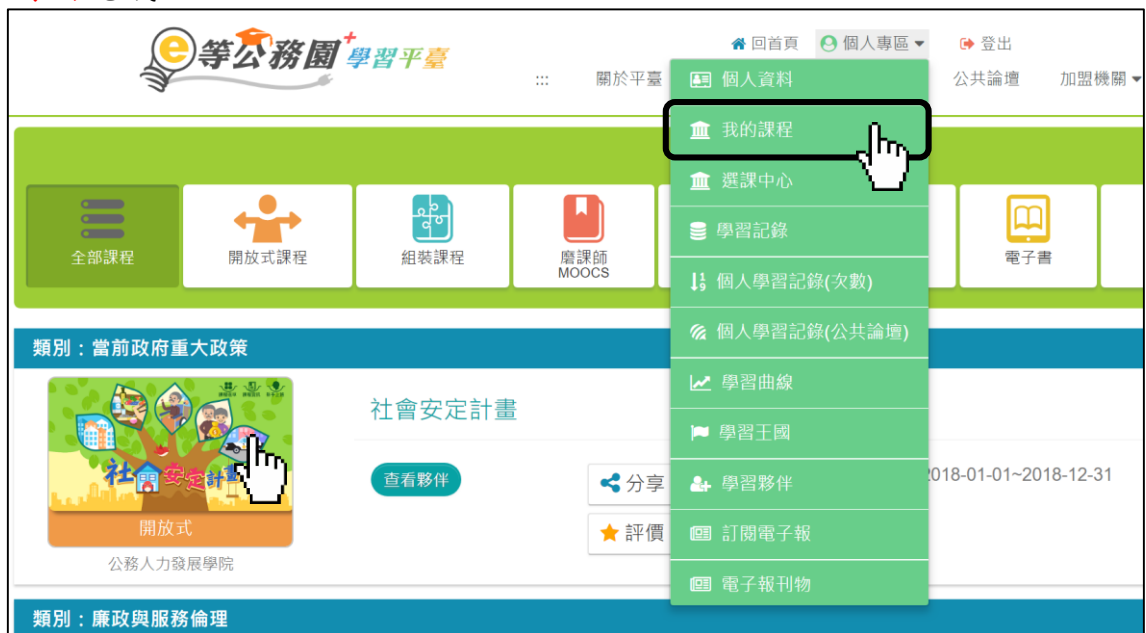 e等公務園+學習平臺
回首頁 個人專區 登出
::: 關於平臺 公共論壇 加盟機關
個人資料
我的課程
選課中心
學習記錄
個人學習記錄(次數)
個人學習記錄(公共論壇)
學習曲線
學習王國
學習夥伴
訂閱電子報
電子報刊物
全部課程
開放式課程
組裝課程
磨課師
MOOCS
電子書
類別：當前政府重大政策
社會安定計畫
社會安定計
開放式
公務人力發展學院
查看夥伴
分享
評價
018-01-01~2018-12-31
類別：廉政與服務倫理